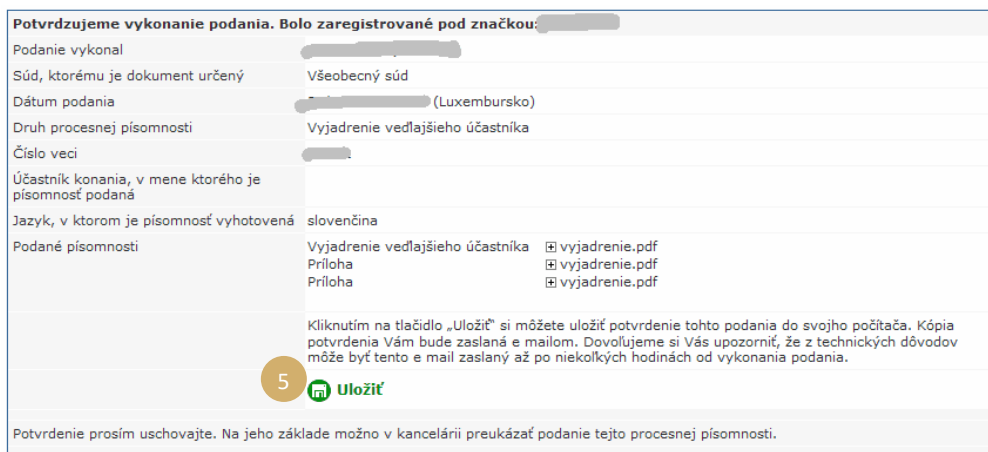 Potvrdzujeme vykonanie podania. Bolo zaregistrované pod značkou:
Podanie vykonal
Súd, ktorému je dokument určený Všeobecný súd
Dátum podania (Luxembursko)
Druh procesnej písomnosti Vyjadrenie vedľajšieho účastníka
Číslo veci
Účastník konania, v mene ktorého je
písomnosť podaná
Jazyk, v ktorom je písomnosť vyhotovená slovenčina
Podané písomnosti Vyjadrenie vedľajšieho účastníka vyjadrenie.pdf
Príloha vyjadrenie.pdf
Príloha vyjadrenie.pdf
Kliknutím na tlačidlo „Uložiť“ si môžete uložiť potvrdenie tohto podania do svojho počítača. Kópia
potvrdenia Vám bude zaslaná e mailom. Dovoľujeme si Vás upozorniť, že z technických dôvodov
môže byť tento e mail zaslaný až po niekoľkých hodinách od vykonania podania.
5 Uložiť
Potvrdenie prosím uschovajte. Na jeho základe možno v kancelárii preukázať podanie tejto procesnej písomnosti.